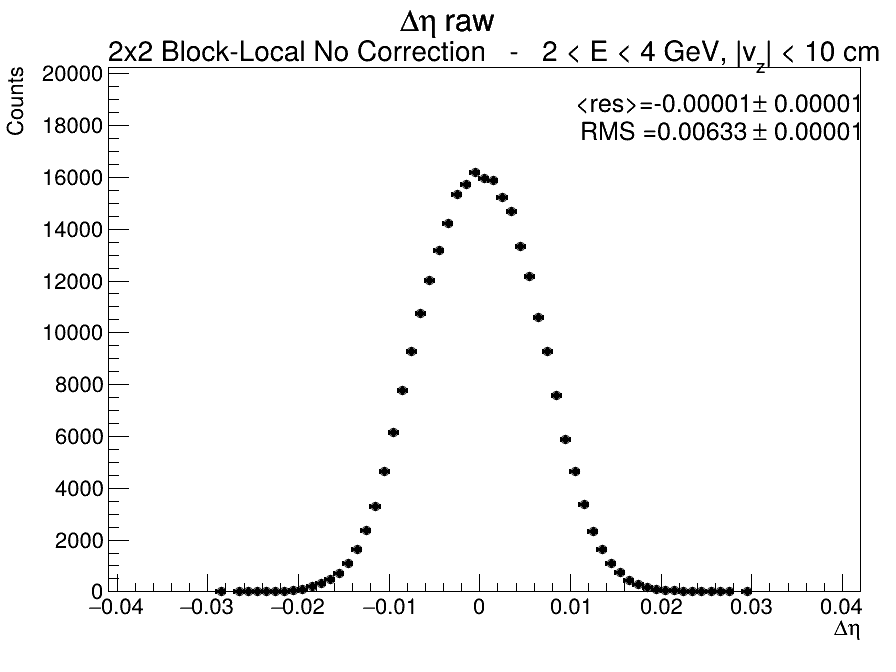 Δη raw
2x2 Block-Local No Correction - 2 < E < 4 GeV, |v_z| < 10 cm
Counts
<res>=-0.00001± 0.00001
RMS =0.00633± 0.00001
20000
18000
16000
14000
12000
10000
8000
6000
4000
2000
0
−0.04 −0.03 −0.02 −0.01 0 0.01 0.02 0.03 0.04
Δη